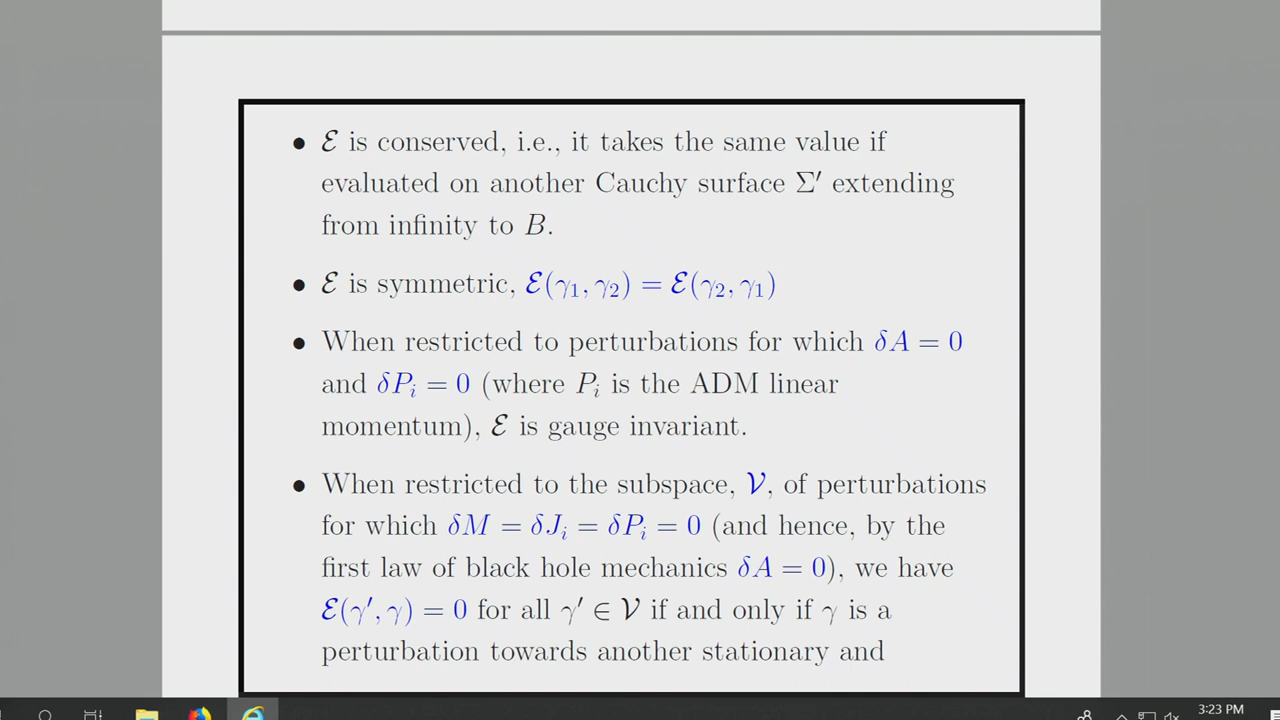 • ℰ is conserved, i.e., it takes the same value if
evaluated on another Cauchy surface Σ′ extending
from infinity to B.
• ℰ is symmetric, ℰ(γ₁, γ₂) = ℰ(γ₂, γ₁)
• When restricted to perturbations for which δA = 0
and δPᵢ = 0 (where Pᵢ is the ADM linear
momentum), ℰ is gauge invariant.
• When restricted to the subspace, 𝒱, of perturbations
for which δM = δJᵢ = δPᵢ = 0 (and hence, by the
first law of black hole mechanics δA = 0), we have
ℰ(γ′, γ) = 0 for all γ′ ∈ 𝒱 if and only if γ is a
perturbation towards another stationary and
3:23 PM